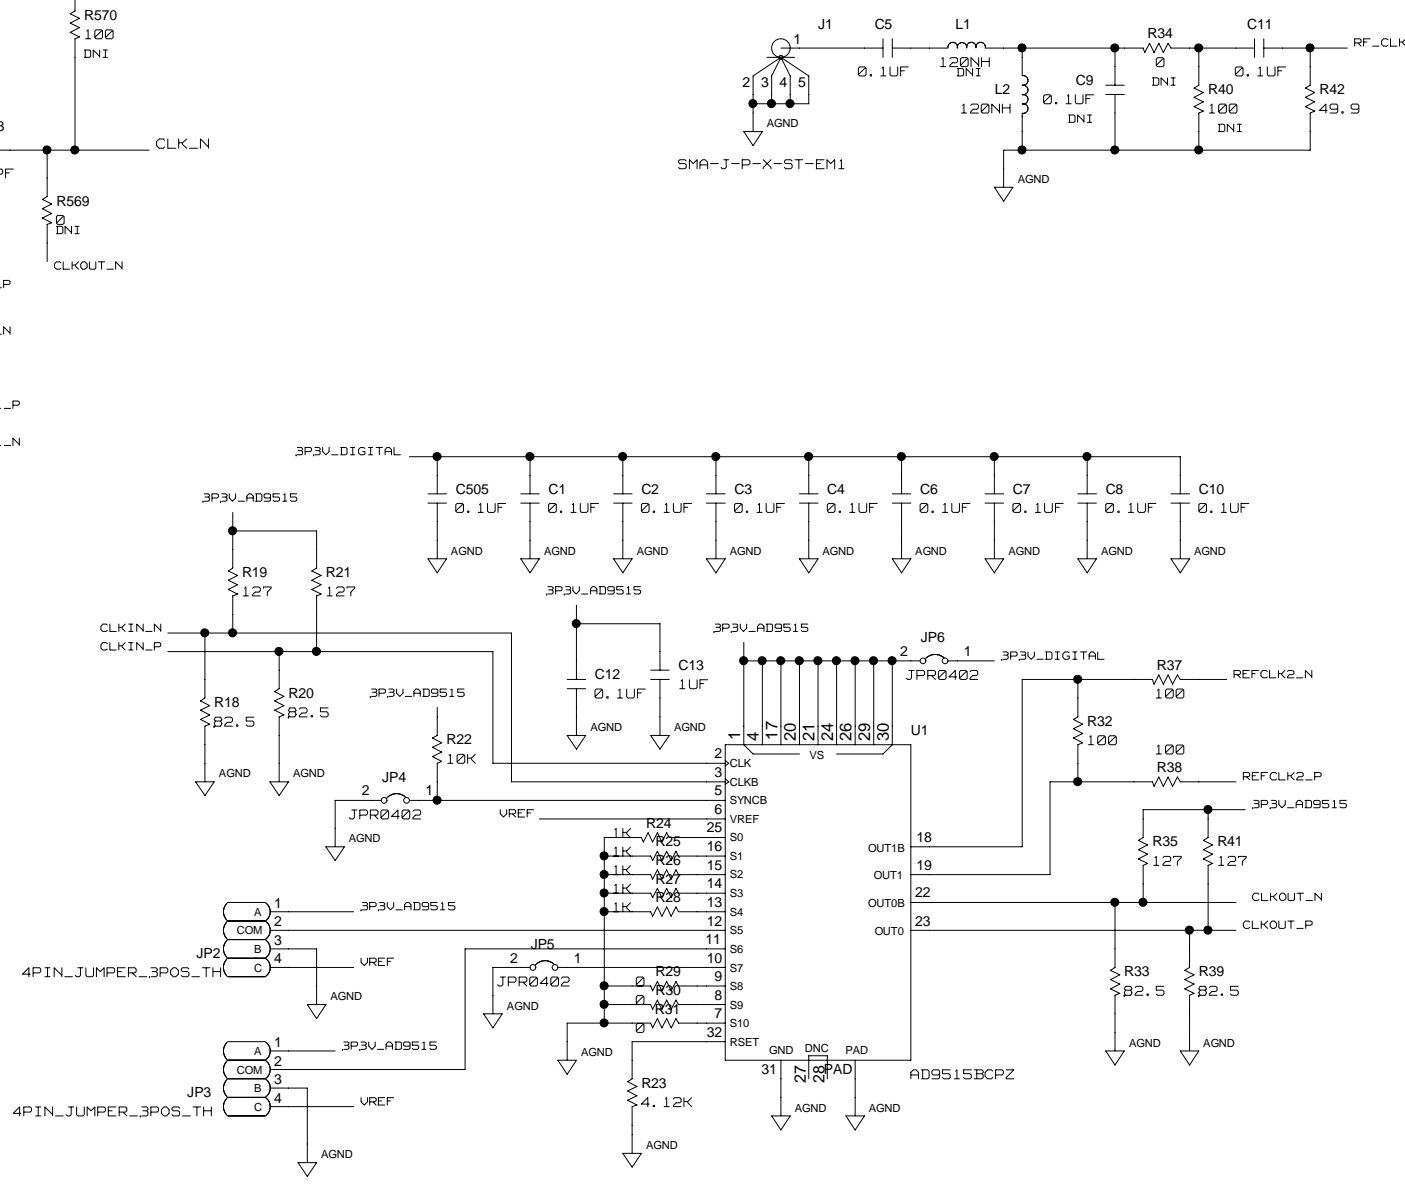 R570
100
DNI
CLK_N
PF
R569
0
DNI
CLKOUT_N
_P
_N
_P
_N
J1
1
2 3 4 5
AGND
SMA-J-P-X-ST-EM1
C5
0.1UF
L1
120NH
DNI
L2
120NH
C9
0.1UF
DNI
R34
0
DNI
R40
100
DNI
C11
0.1UF
R42
49.9
RF_CLK
AGND
3P3V_DIGITAL
C505
0.1UF
AGND
C1
0.1UF
AGND
C2
0.1UF
AGND
C3
0.1UF
AGND
C4
0.1UF
AGND
C6
0.1UF
AGND
C7
0.1UF
AGND
C8
0.1UF
AGND
C10
0.1UF
AGND
3P3V_AD9515
R19
127
R21
127
CLKIN_N
CLKIN_P
R18
82.5
AGND
R20
82.5
AGND
3P3V_AD9515
C12
0.1UF
AGND
C13
1UF
AGND
3P3V_AD9515
R22
10K
JP4
2 1
JPR0402
AGND
VREF
3P3V_AD9515
JP6
2 1
JPR0402
3P3V_DIGITAL
1 4 17 20 21 24 26 29 30
VS
U1
2 CLK
3 CLKB
5 SYNCB
6 VREF
1K R24 25 S0
1K R25 16 S1
1K R26 15 S2
1K R27 14 S3
1K R28 13 S4
12 S5
11 S6
10 S7
0 R29 9 S8
0 R30 8 S9
0 R31 7 S10
32 RSET
AGND
JP5
2 1
JPR0402
AGND
R23
4.12K
AGND
GND DNC PAD
31 27 28 PAD
AGND
AGND
AD9515BCPZ
OUT1B 18
OUT1 19
OUT0B 22
OUT0 23
R37
100
REFCLK2_N
R32
100
100
R38
REFCLK2_P
3P3V_AD9515
R35
127
R41
127
CLKOUT_N
CLKOUT_P
R33
82.5
AGND
R39
82.5
AGND
A 1 3P3V_AD9515
COM 2
B 3
C 4 VREF
JP2
4PIN_JUMPER_3POS_TH
AGND
A 1 3P3V_AD9515
COM 2
B 3
C 4 VREF
JP3
4PIN_JUMPER_3POS_TH
AGND